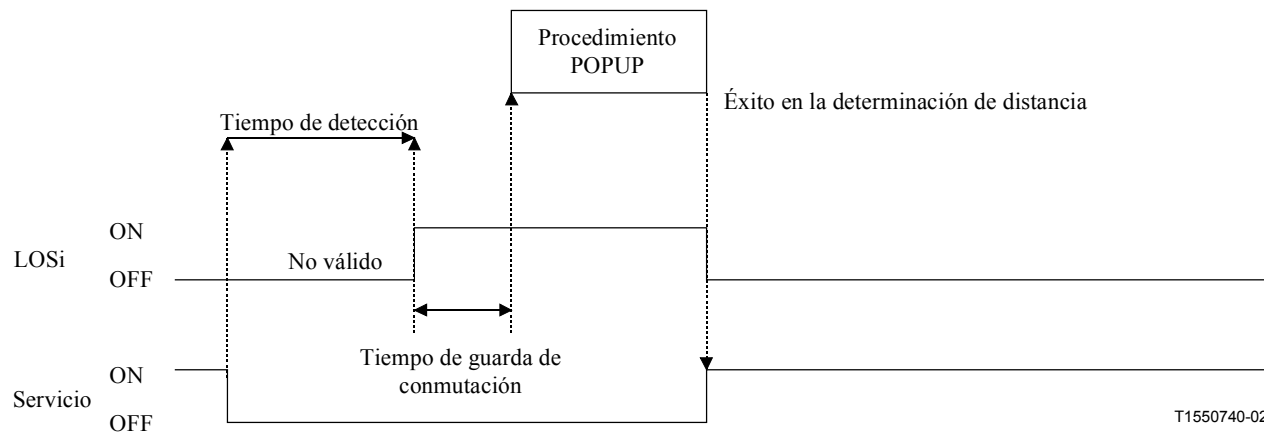 Procedimiento
POPUP
Éxito en la determinación de distancia
Tiempo de detección
ON
LOSi
No válido
OFF
Tiempo de guarda de
conmutación
ON
Servicio
OFF
T1550740-02